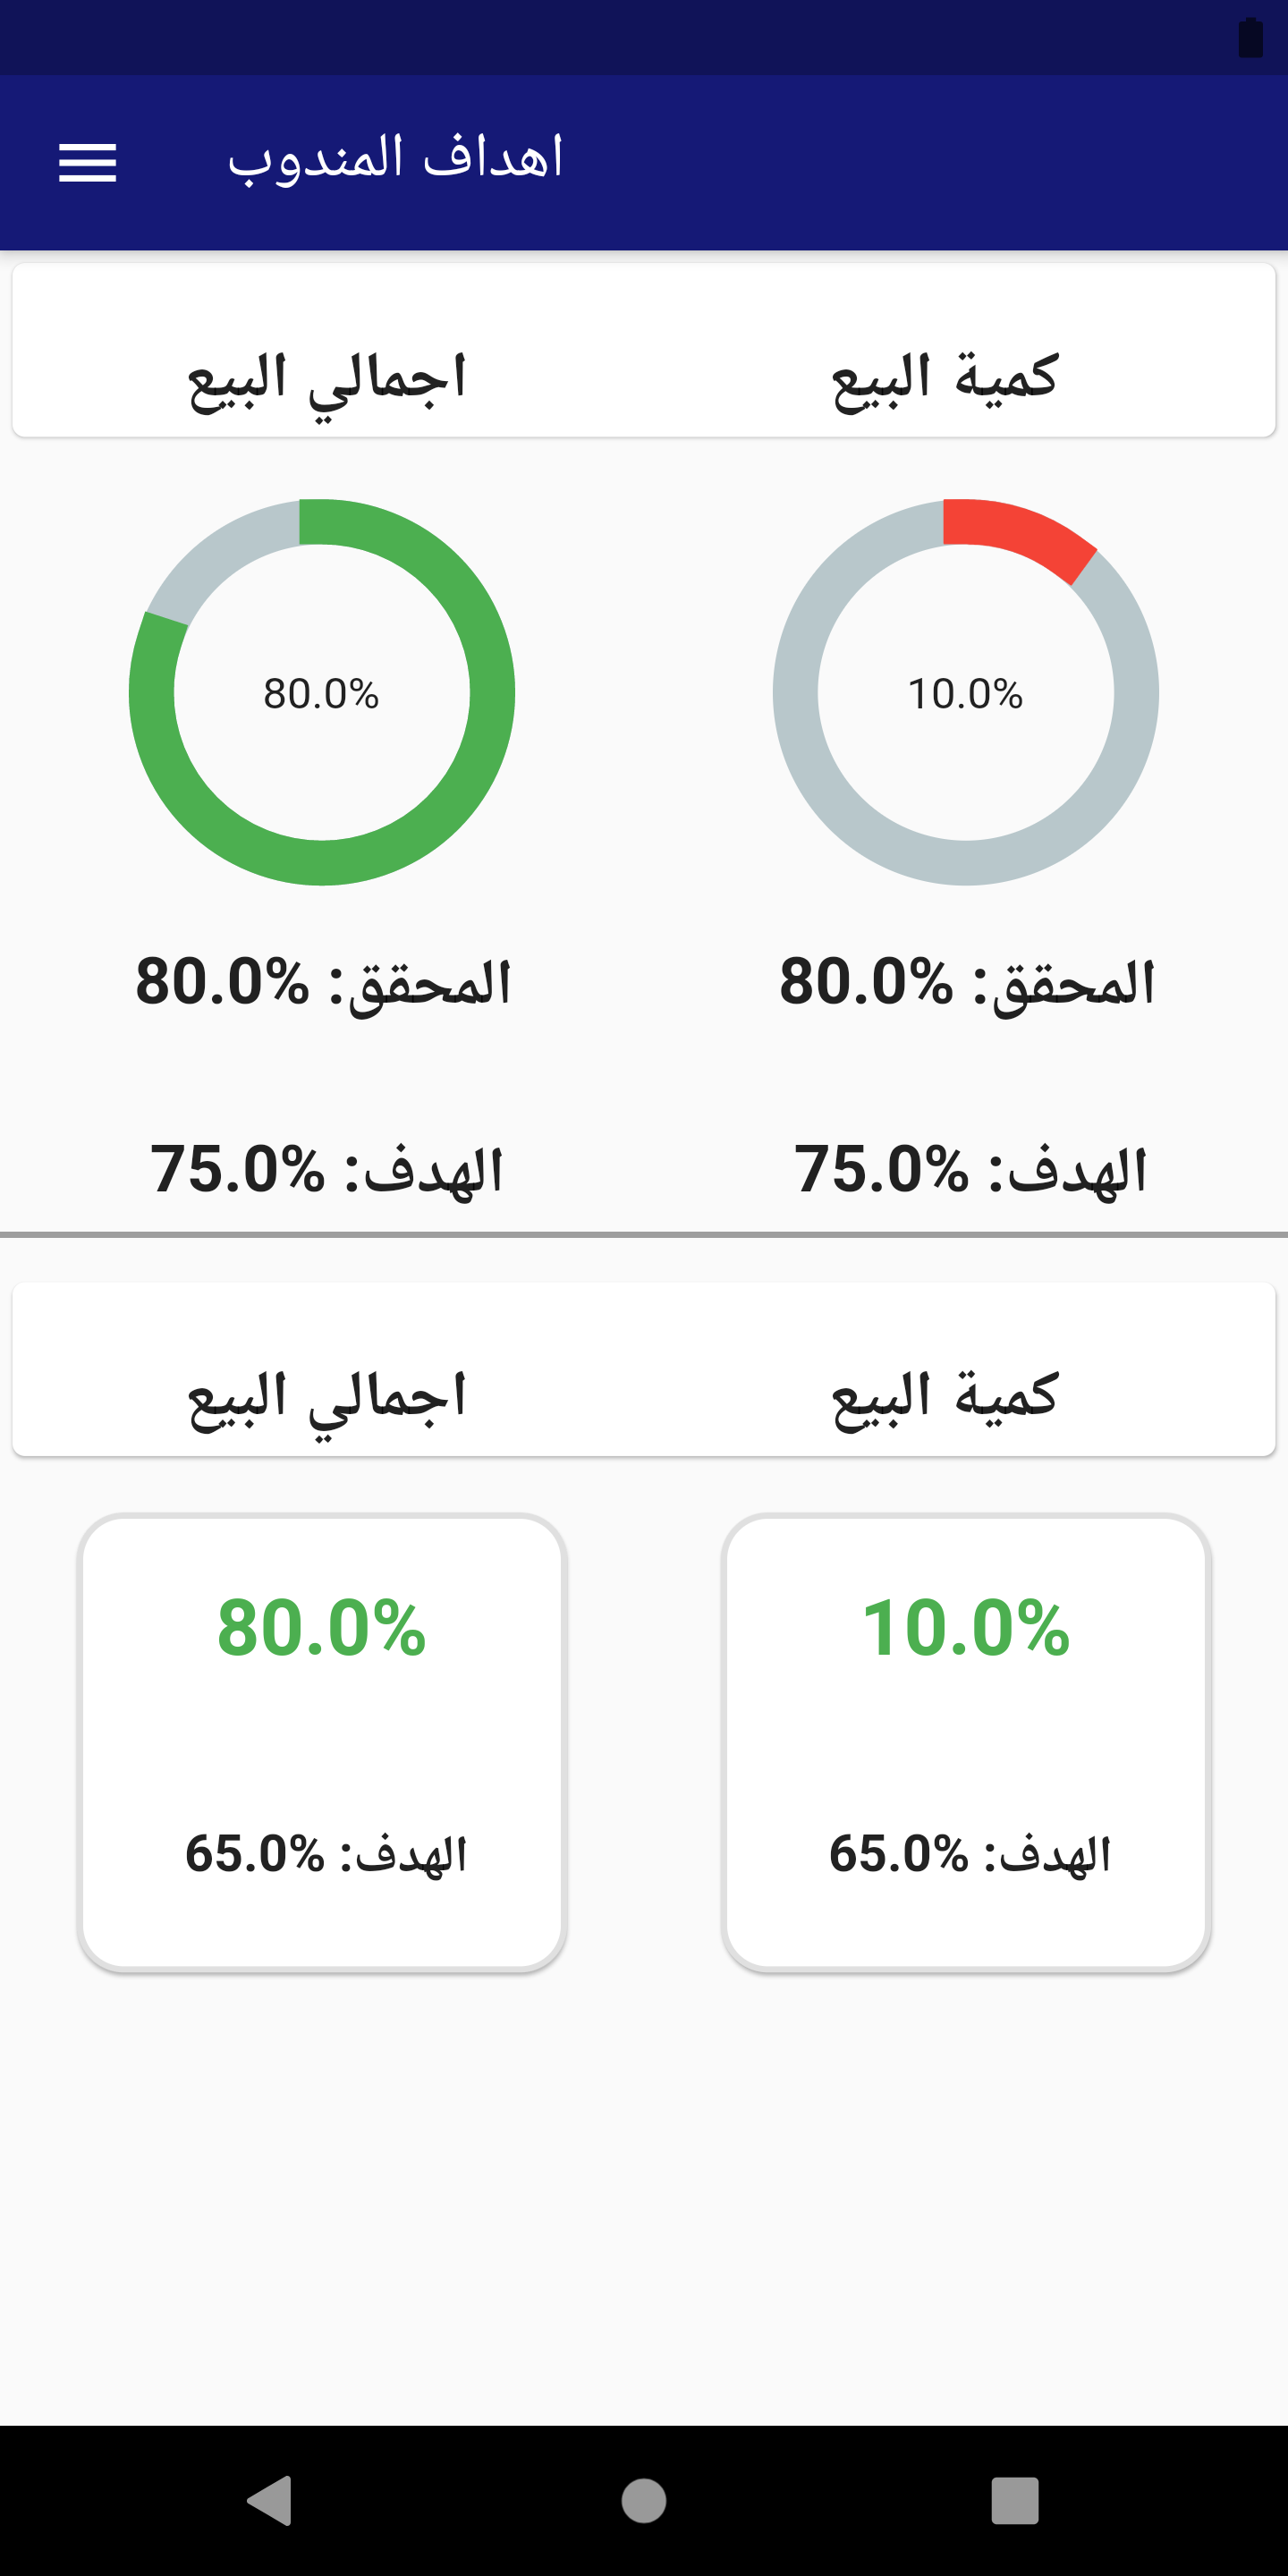 اهداف المندوب
كمية البيع
اجمالي البيع
10.0%
80.0%
المحقق: 80.0%
المحقق: 80.0%
الهدف: 75.0%
الهدف: 75.0%
كمية البيع
اجمالي البيع
10.0%
80.0%
الهدف: 65.0%
الهدف: 65.0%